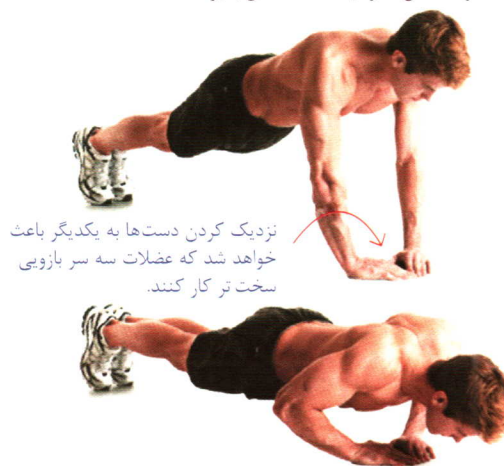 نزدیک کردن دست‌ها به یکدیگر باعث
خواهد شد که عضلات سه سر بازویی
سخت تر کار کنند.